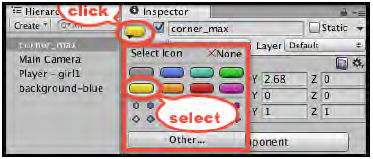 Hierar
click
Inspector
Create
corner_max
Static
corner_max
Main Camera
Player - girl1
background-blue
Select Icon
None
Layer Default
Y 2.68 Z 0
Y 0 Z 0
Y 1 Z 1
select
Other...
ponent